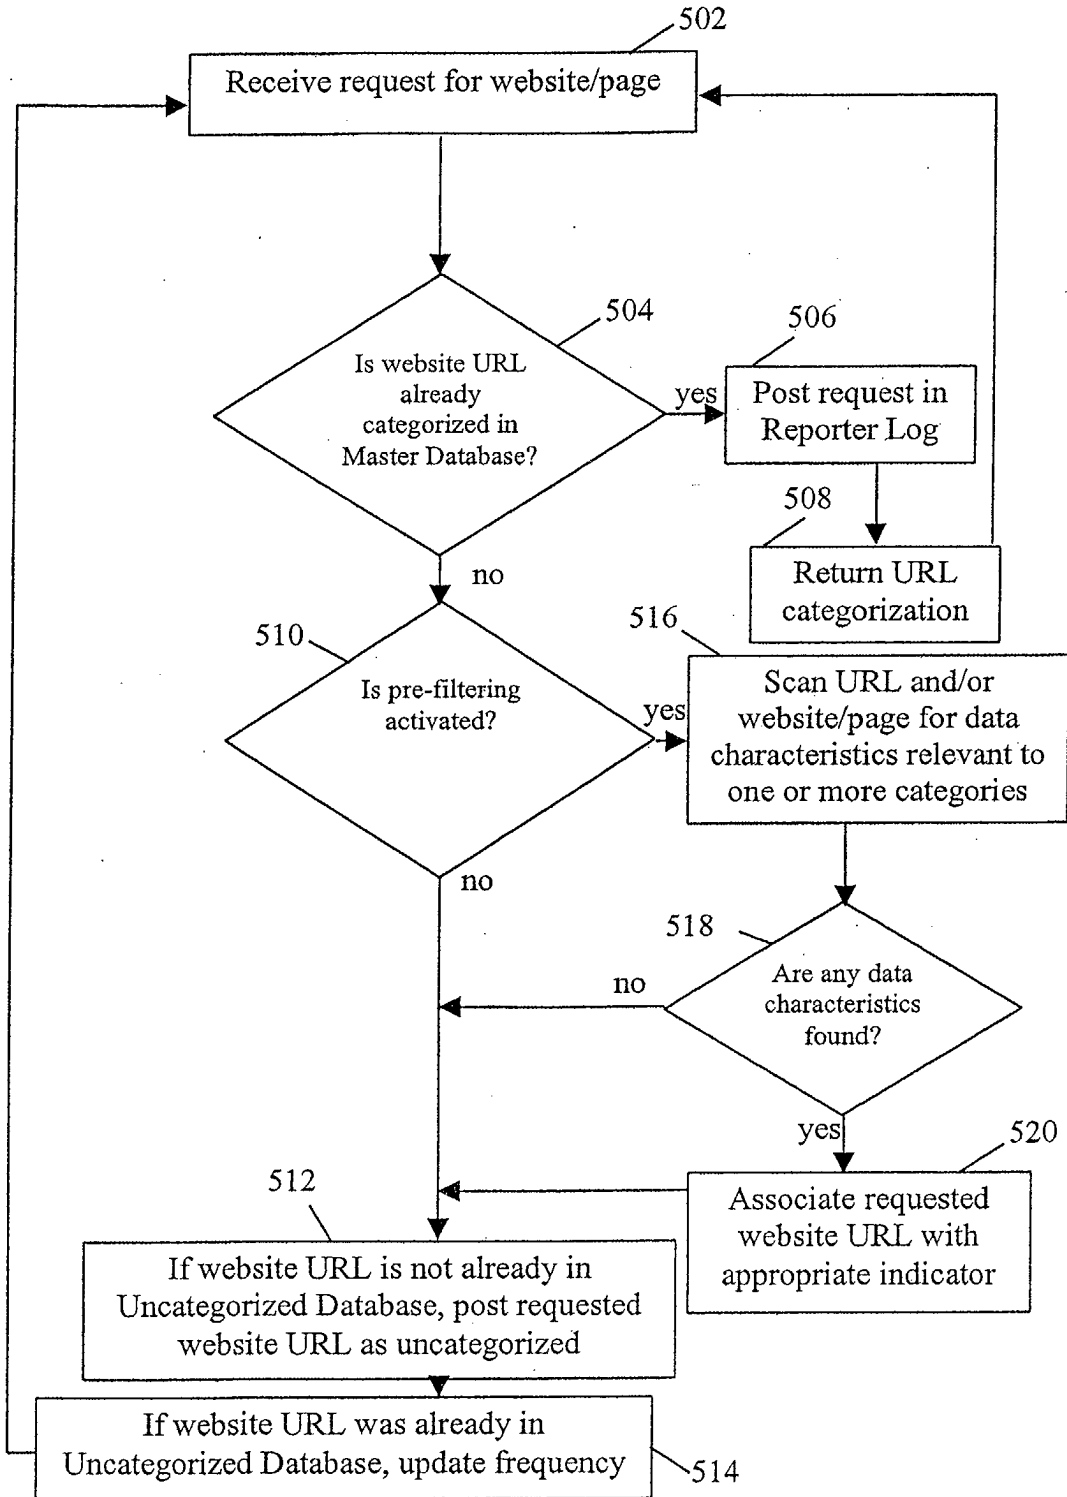 502
Receive request for website/page
504
Is website URL
already
categorized in
Master Database?
yes
506
Post request in
Reporter Log
508
Return URL
categorization
no
510
Is pre-filtering
activated?
yes
516
Scan URL and/or
website/page for data
characteristics relevant to
one or more categories
no
518
Are any data
characteristics
found?
no
yes
520
Associate requested
website URL with
appropriate indicator
512
If website URL is not already in
Uncategorized Database, post requested
website URL as uncategorized
If website URL was already in
Uncategorized Database, update frequency
514